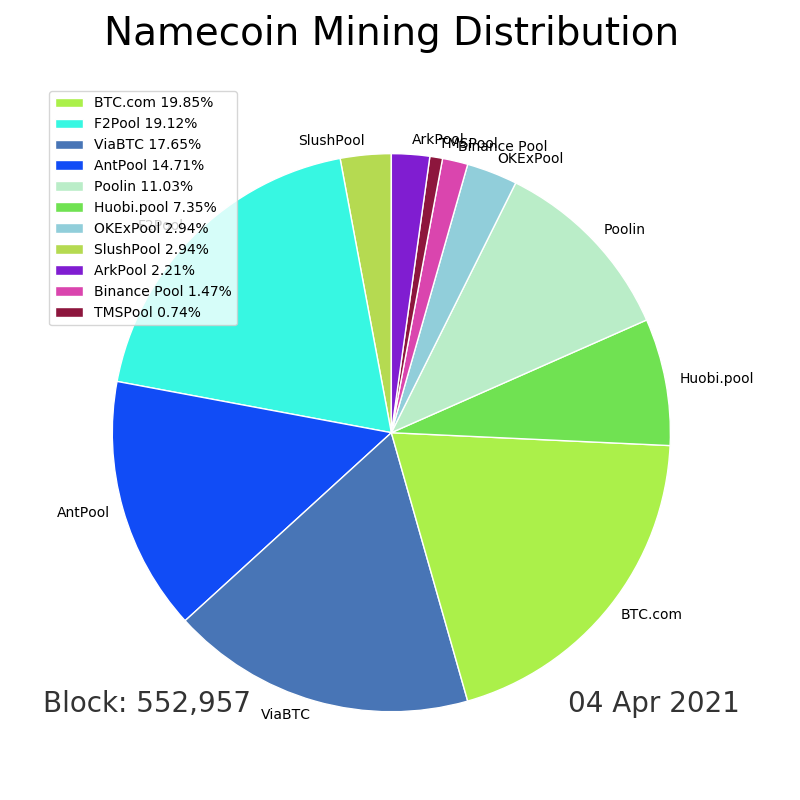 Namecoin Mining Distribution
BTC.com 19.85%
F2Pool 19.12%
ViaBTC 17.65%
AntPool 14.71%
Poolin 11.03%
Huobi.pool 7.35%
OKExPool 2.94%
SlushPool 2.94%
ArkPool 2.21%
Binance Pool 1.47%
TMSPool 0.74%
SlushPool
ArkPool
TMSPool
Binance Pool
OKExPool
F2Pool
Poolin
Huobi.pool
AntPool
BTC.com
ViaBTC
Block: 552,957
04 Apr 2021